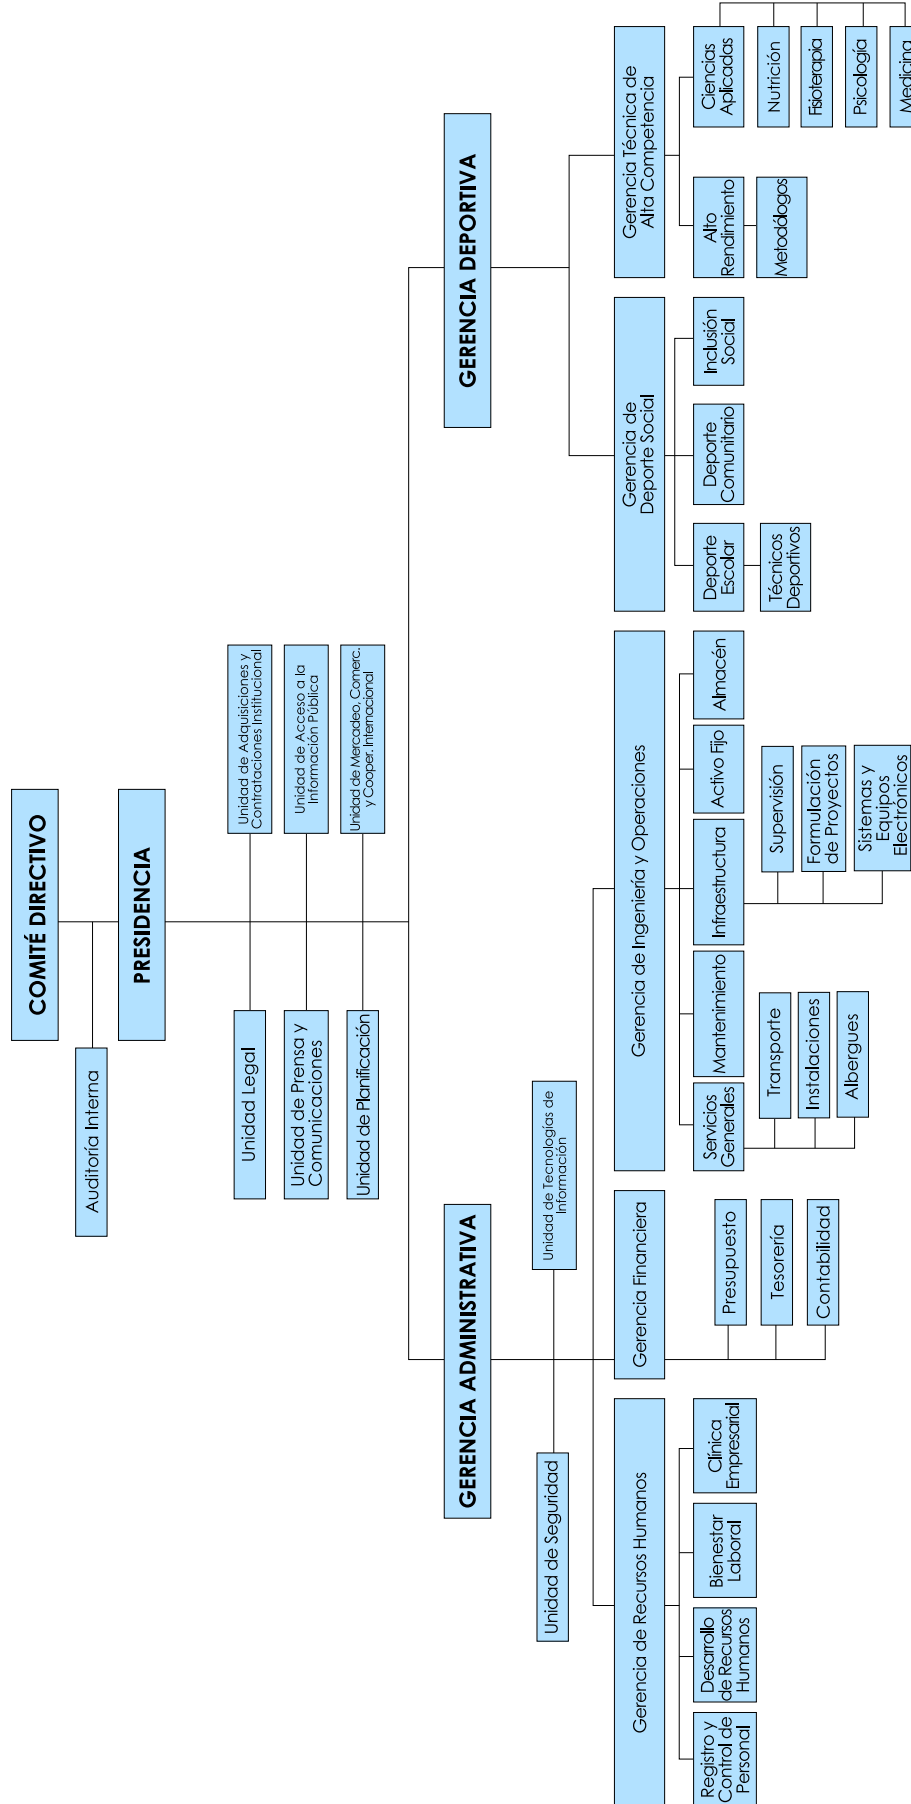 COMITÉ DIRECTIVO
Auditoría Interna
PRESIDENCIA
Unidad Legal
Unidad de Adquisiciones y
Contrataciones Institucional
Unidad de Prensa y
Comunicaciones
Unidad de Acceso a la
Información Pública
Unidad de Planificación
Unidad de Mercadeo, Comerc.
y Cooper. Internacional
GERENCIA ADMINISTRATIVA
GERENCIA DEPORTIVA
Unidad de Seguridad
Unidad de Tecnologías de
Información
Gerencia de Recursos Humanos
Registro y
Control de
Personal
Desarrollo
de Recursos
Humanos
Bienestar
Laboral
Clínica
Empresarial
Gerencia Financiera
Presupuesto
Tesorería
Contabilidad
Gerencia de Ingeniería y Operaciones
Servicios
Generales
Transporte
Instalaciones
Albergues
Mantenimiento
Infraestructura
Supervisión
Formulación
de Proyectos
Sistemas y
Equipos
Electrónicos
Activo Fijo
Almacén
Gerencia de
Deporte Social
Deporte
Escolar
Técnicos
Deportivos
Deporte
Comunitario
Inclusión
Social
Gerencia Técnica de
Alta Competencia
Alto
Rendimiento
Metodólogos
Ciencias
Aplicadas
Nutrición
Fisioterapia
Psicología
Medicina